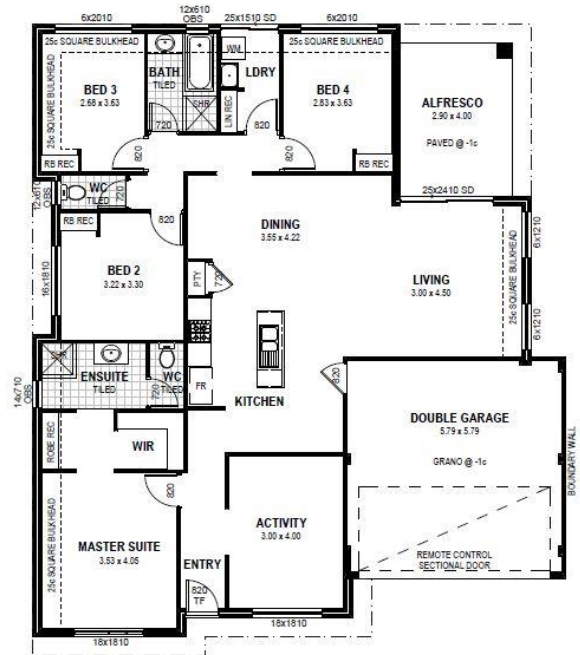 6x2010
12x610
OBS
25x1510 SD
6x2010
25c SQUARE BULKHEAD
25c SQUARE BULKHEAD
BED 3
2.68 x 3.63
BATH
TILED
SHR
720
WM
LDRY
LIN REC
820
25c SQUARE BULKHEAD
BED 4
2.83 x 3.63
RB REC
820
820
RB REC
ALFRESCO
2.90 x 4.00
PAVED @ -1c
25x2410 SD
12x610
OBS
WC
TILED
720
RB REC
820
BED 2
3.22 x 3.30
16x1810
DINING
3.55 x 4.22
PTY
720
LIVING
3.00 x 4.50
25c SQUARE BULKHEAD
6x1210
6x1210
14x710
OBS
SHR
ENSUITE
TILED
WC
TILED
720
FR
KITCHEN
820
DOUBLE GARAGE
5.79 x 5.79
GRANO @ -1c
BOUNDARY WALL
REMOTE CONTROL
SECTIONAL DOOR
ROBE REC
WIR
25c SQUARE BULKHEAD
820
MASTER SUITE
3.53 x 4.05
ENTRY
820
TF
ACTIVITY
3.00 x 4.00
18x1810
18x1810